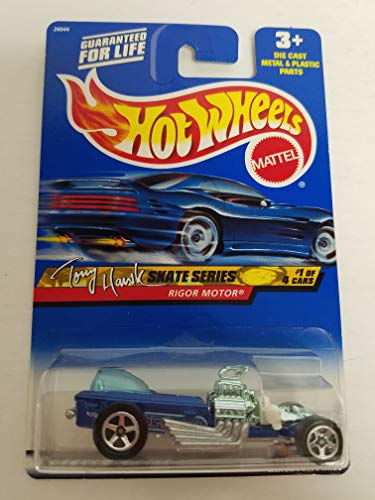 29044
GUARANTEED
FOR LIFE
3+
DIE CAST
METAL & PLASTIC
PARTS
Hot Wheels
MATTEL
®
Tony Hawk SKATE SERIES
#1 OF
4 CARS
RIGOR MOTOR®